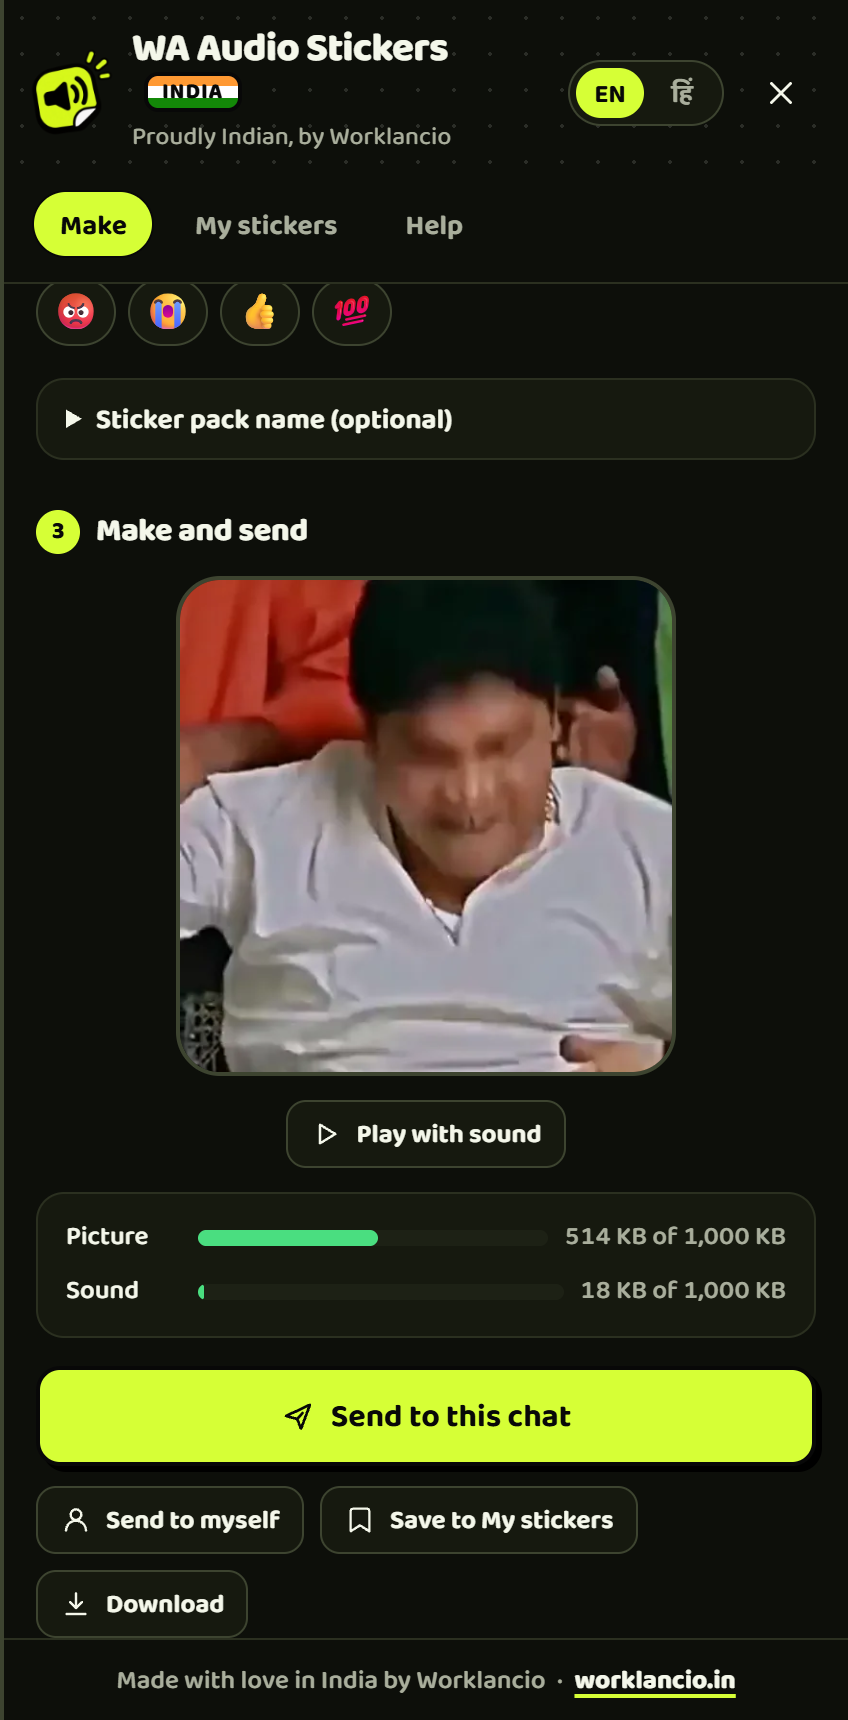 WA Audio Stickers
INDIA
Proudly Indian, by Worklancio
EN हिं
Make My stickers Help
100
Sticker pack name (optional)
3 Make and send
Play with sound
Picture 514 KB of 1,000 KB
Sound 18 KB of 1,000 KB
Send to this chat
Send to myself Save to My stickers
Download
Made with love in India by Worklancio · worklancio.in